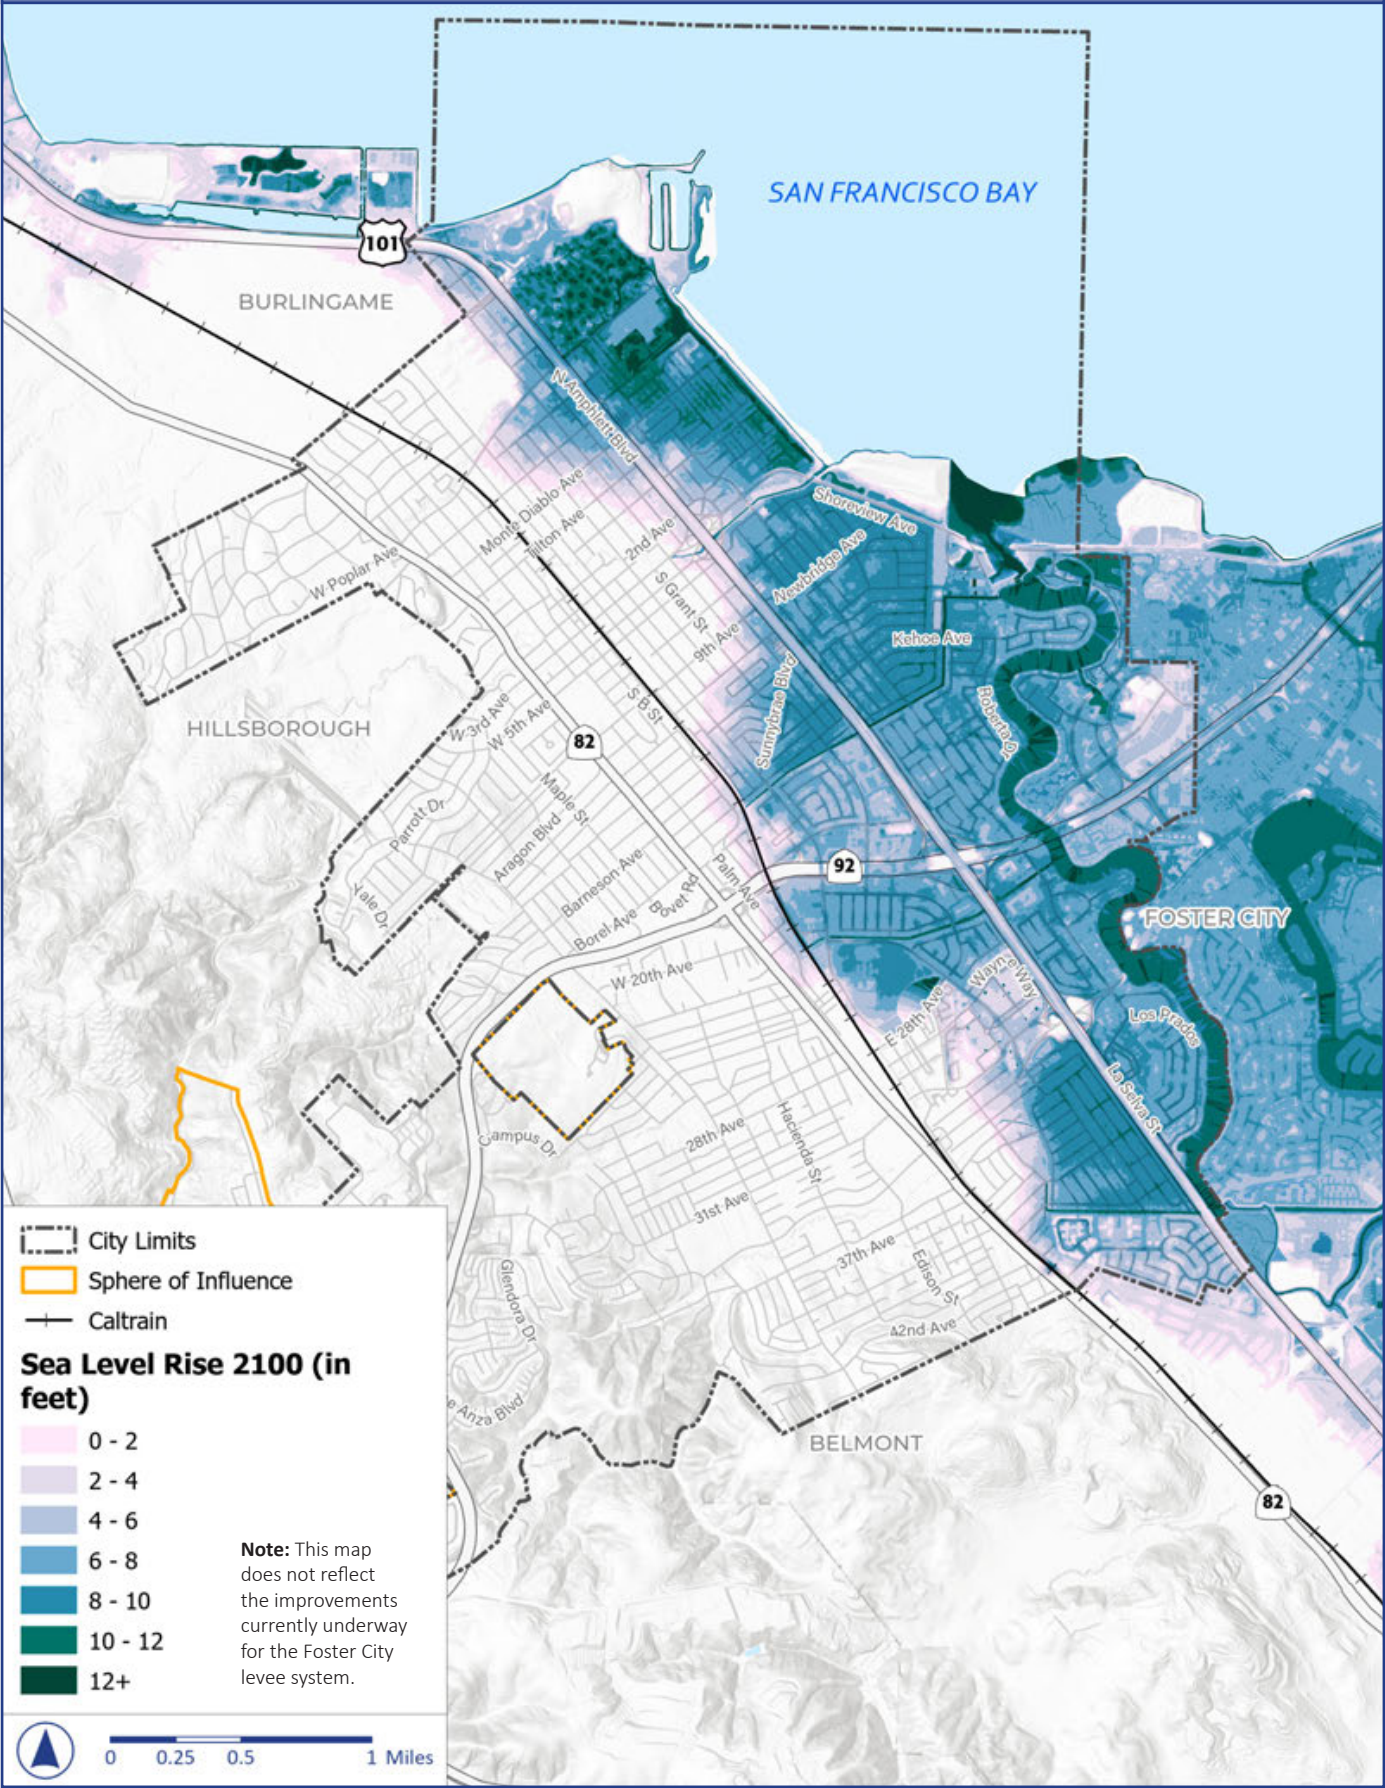 SAN FRANCISCO BAY
101
BURLINGAME
N Amphlett Blvd
Monte Diablo Ave
Tilton Ave
2nd Ave
Shoreview Ave
Newbridge Ave
W Poplar Ave
S Grant St
9th Ave
Kehoe Ave
Sunnybrae Blvd
Roberta Dr
HILLSBOROUGH
W 3rd Ave
W 5th Ave
S B St
82
Maple St
Parrott Dr
Aragon Blvd
Barneson Ave
Palm Ave
92
Yale Dr
Borel Ave
Bovet Rd
FOSTER CITY
W 20th Ave
Wayne Way
E 28th Ave
Los Prados
La Selva St
Campus Dr
28th Ave
Hacienda St
31st Ave
37th Ave
Edison St
Glendora Dr
42nd Ave
e Anza Blvd
BELMONT
82
City Limits
Sphere of Influence
Caltrain
Sea Level Rise 2100 (in
feet)
0 - 2
2 - 4
4 - 6
6 - 8
8 - 10
10 - 12
12+
Note: This map
does not reflect
the improvements
currently underway
for the Foster City
levee system.
0 0.25 0.5 1 Miles